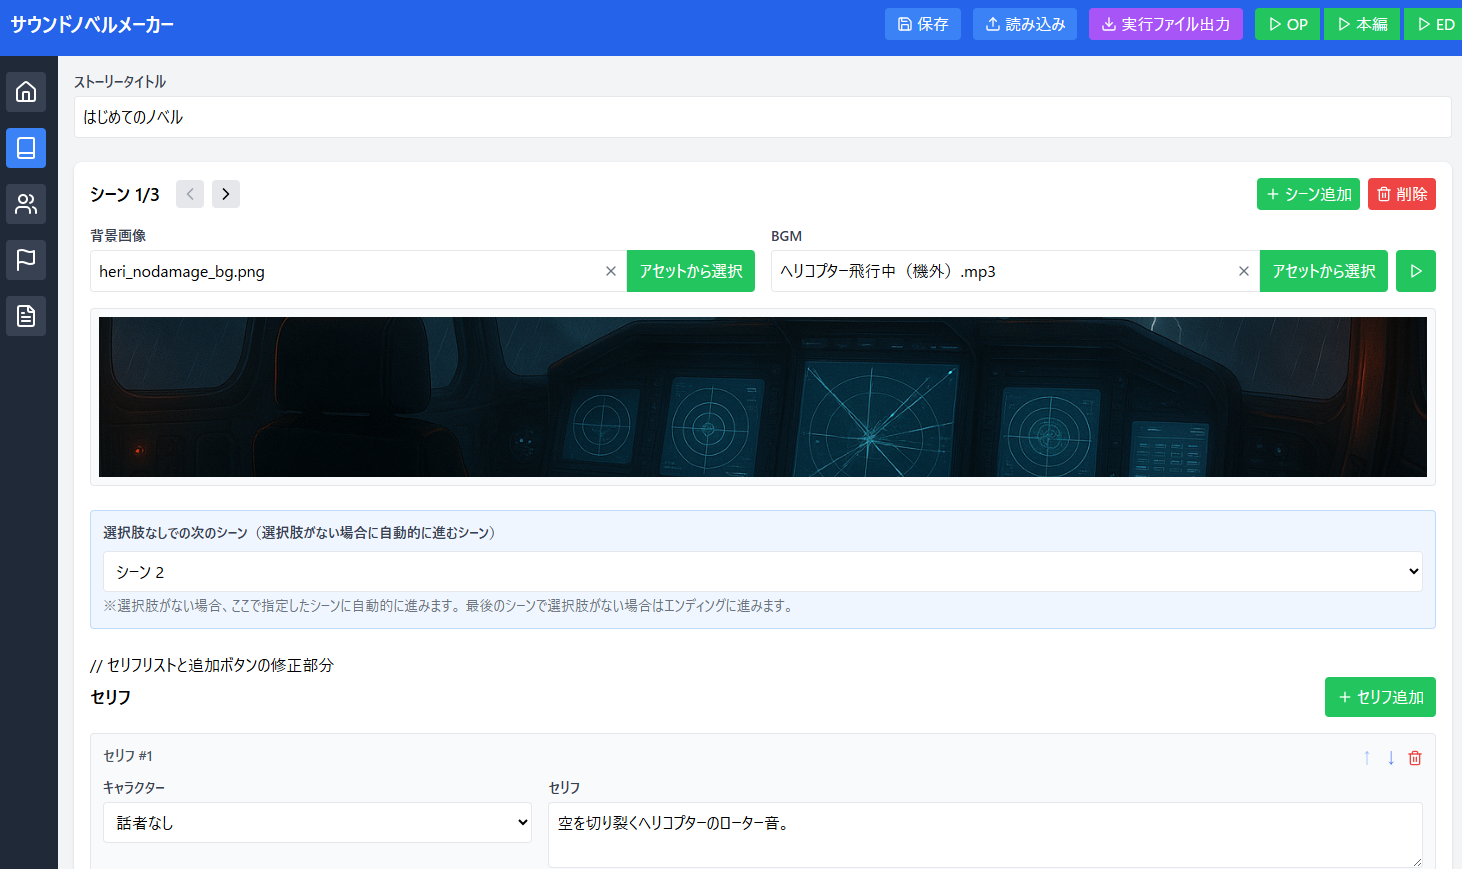 サウンドノベルメーカー
保存
読み込み
実行ファイル出力
OP
本編
ED
ストーリータイトル
はじめてのノベル
シーン 1/3
+ シーン追加
削除
背景画像
BGM
heri_nodamage_bg.png
×
アセットから選択
ヘリコプター飛行中（機外）.mp3
×
アセットから選択
選択肢なしでの次のシーン（選択肢がない場合に自動的に進むシーン）
シーン 2
※選択肢がない場合、ここで指定したシーンに自動的に進みます。最後のシーンで選択肢がない場合はエンディングに進みます。
// セリフリストと追加ボタンの修正部分
セリフ
+ セリフ追加
セリフ #1
↑ ↓
キャラクター
セリフ
話者なし
空を切り裂くヘリコプターのローター音。